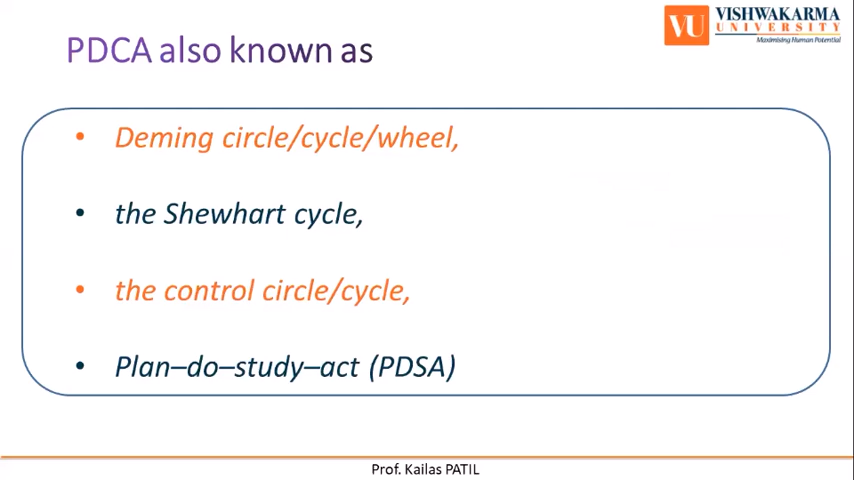 PDCA also known as
VU
VISHWAKARMA
UNIVERSITY
Maximising Human Potential
• Deming circle/cycle/wheel,
• the Shewhart cycle,
• the control circle/cycle,
• Plan–do–study–act (PDSA)
Prof. Kailas PATIL